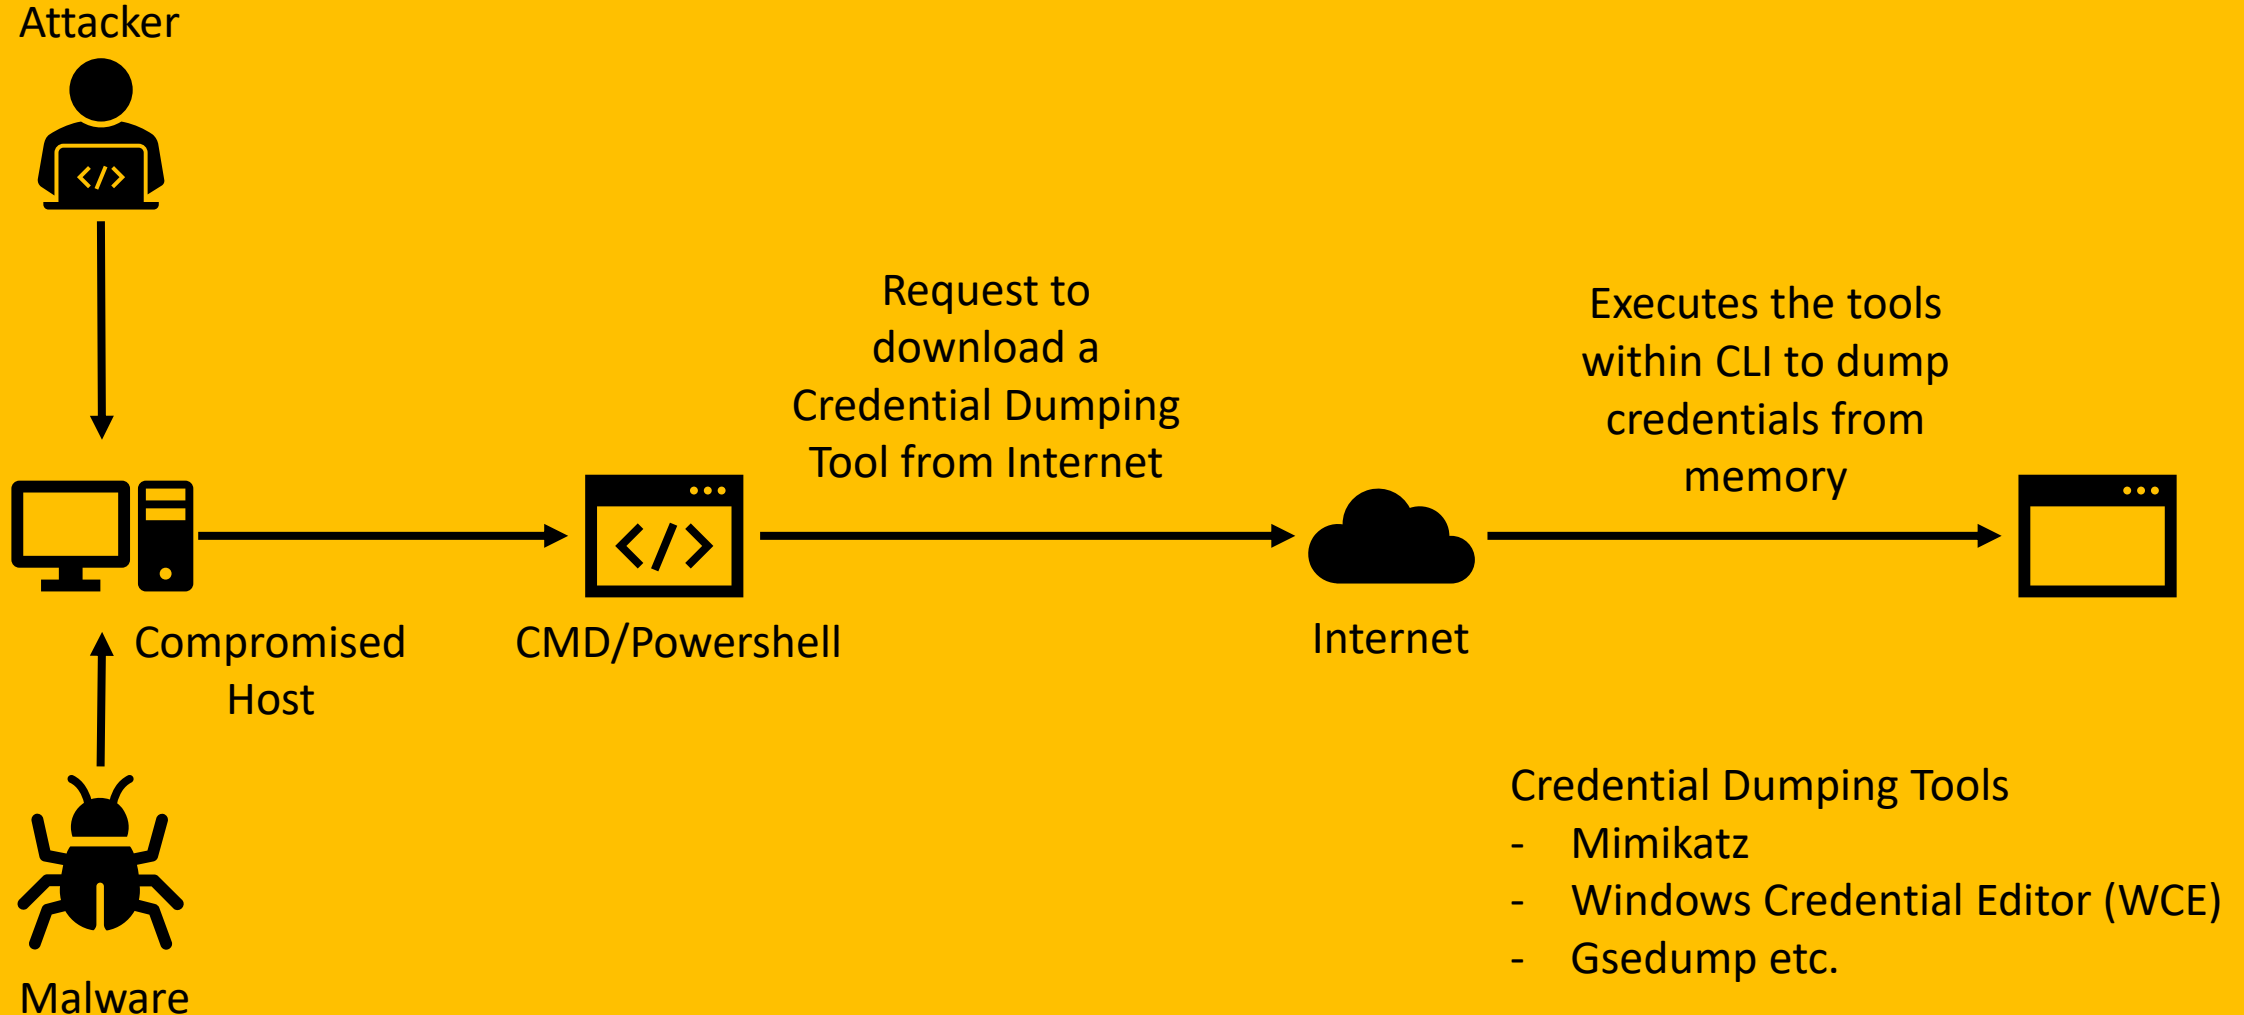 Attacker
</>
Request to
download a
Credential Dumping
Tool from Internet
Executes the tools
within CLI to dump
credentials from
memory
</>
Compromised
Host
CMD/Powershell
Internet
Malware
Credential Dumping Tools
- Mimikatz
- Windows Credential Editor (WCE)
- Gsedump etc.